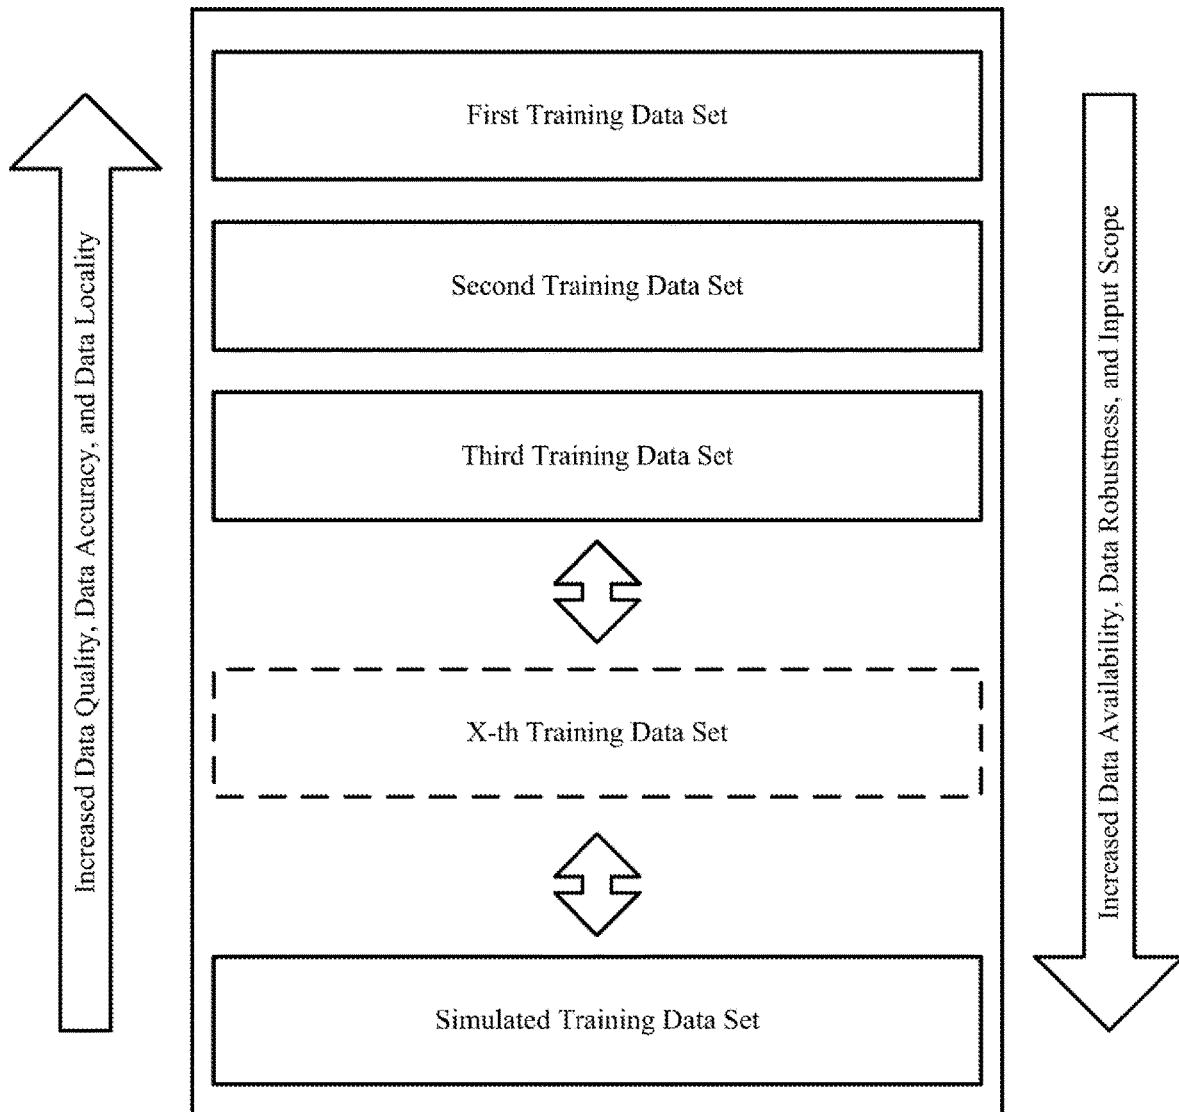 First Training Data Set
Second Training Data Set
Third Training Data Set
X-th Training Data Set
Simulated Training Data Set
Increased Data Quality, Data Accuracy, and Data Locality
Increased Data Availability, Data Robustness, and Input Scope